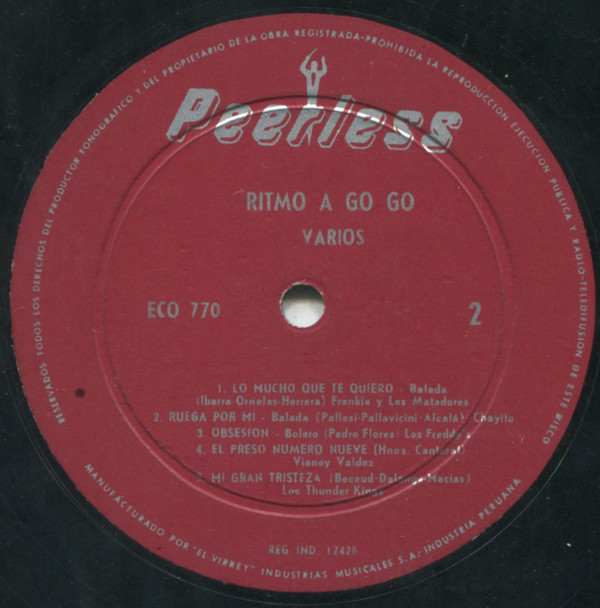 RESERVADOS TODOS LOS DERECHOS DEL PRODUCTOR FONOGRAFICO Y DEL PROPIETARIO DE LA OBRA REGISTRADA-PROHIBIDA LA REPRODUCCION EJECUCION PUBLICA Y RADIO-TELEDIFUSION DE ESTE DISCO
Peerless
RITMO A GO GO
VARIOS
ECO 770
2
1. LO MUCHO QUE TE QUIERO - Balada
(Ibarra Ornelas-Herrera) Frankie y Los Matadores
2. RUEGA POR MI - Balada (Pallesi-Pallavicini-Alcalá) Chayito
3. OBSESION - Bolero (Pedro Flores) Los Freddy's
4. EL PRESO NUMERO NUEVE (Hnos. Cantoral)
Vianey Valdez
5. MI GRAN TRISTEZA (Becaud-Delanoe-Macias)
Los Thunder Kings
REG. IND. 12428
MANUFACTURADO POR "EL VIRREY" INDUSTRIAS MUSICALES S.A.-INDUSTRIA PERUANA